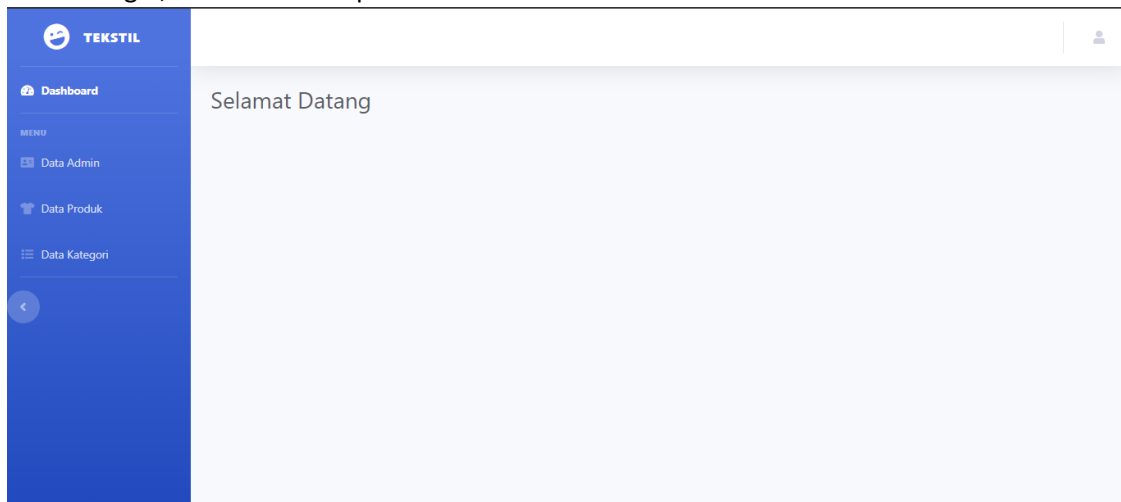 TEKSTIL
Dashboard
Selamat Datang
MENU
Data Admin
Data Produk
Data Kategori